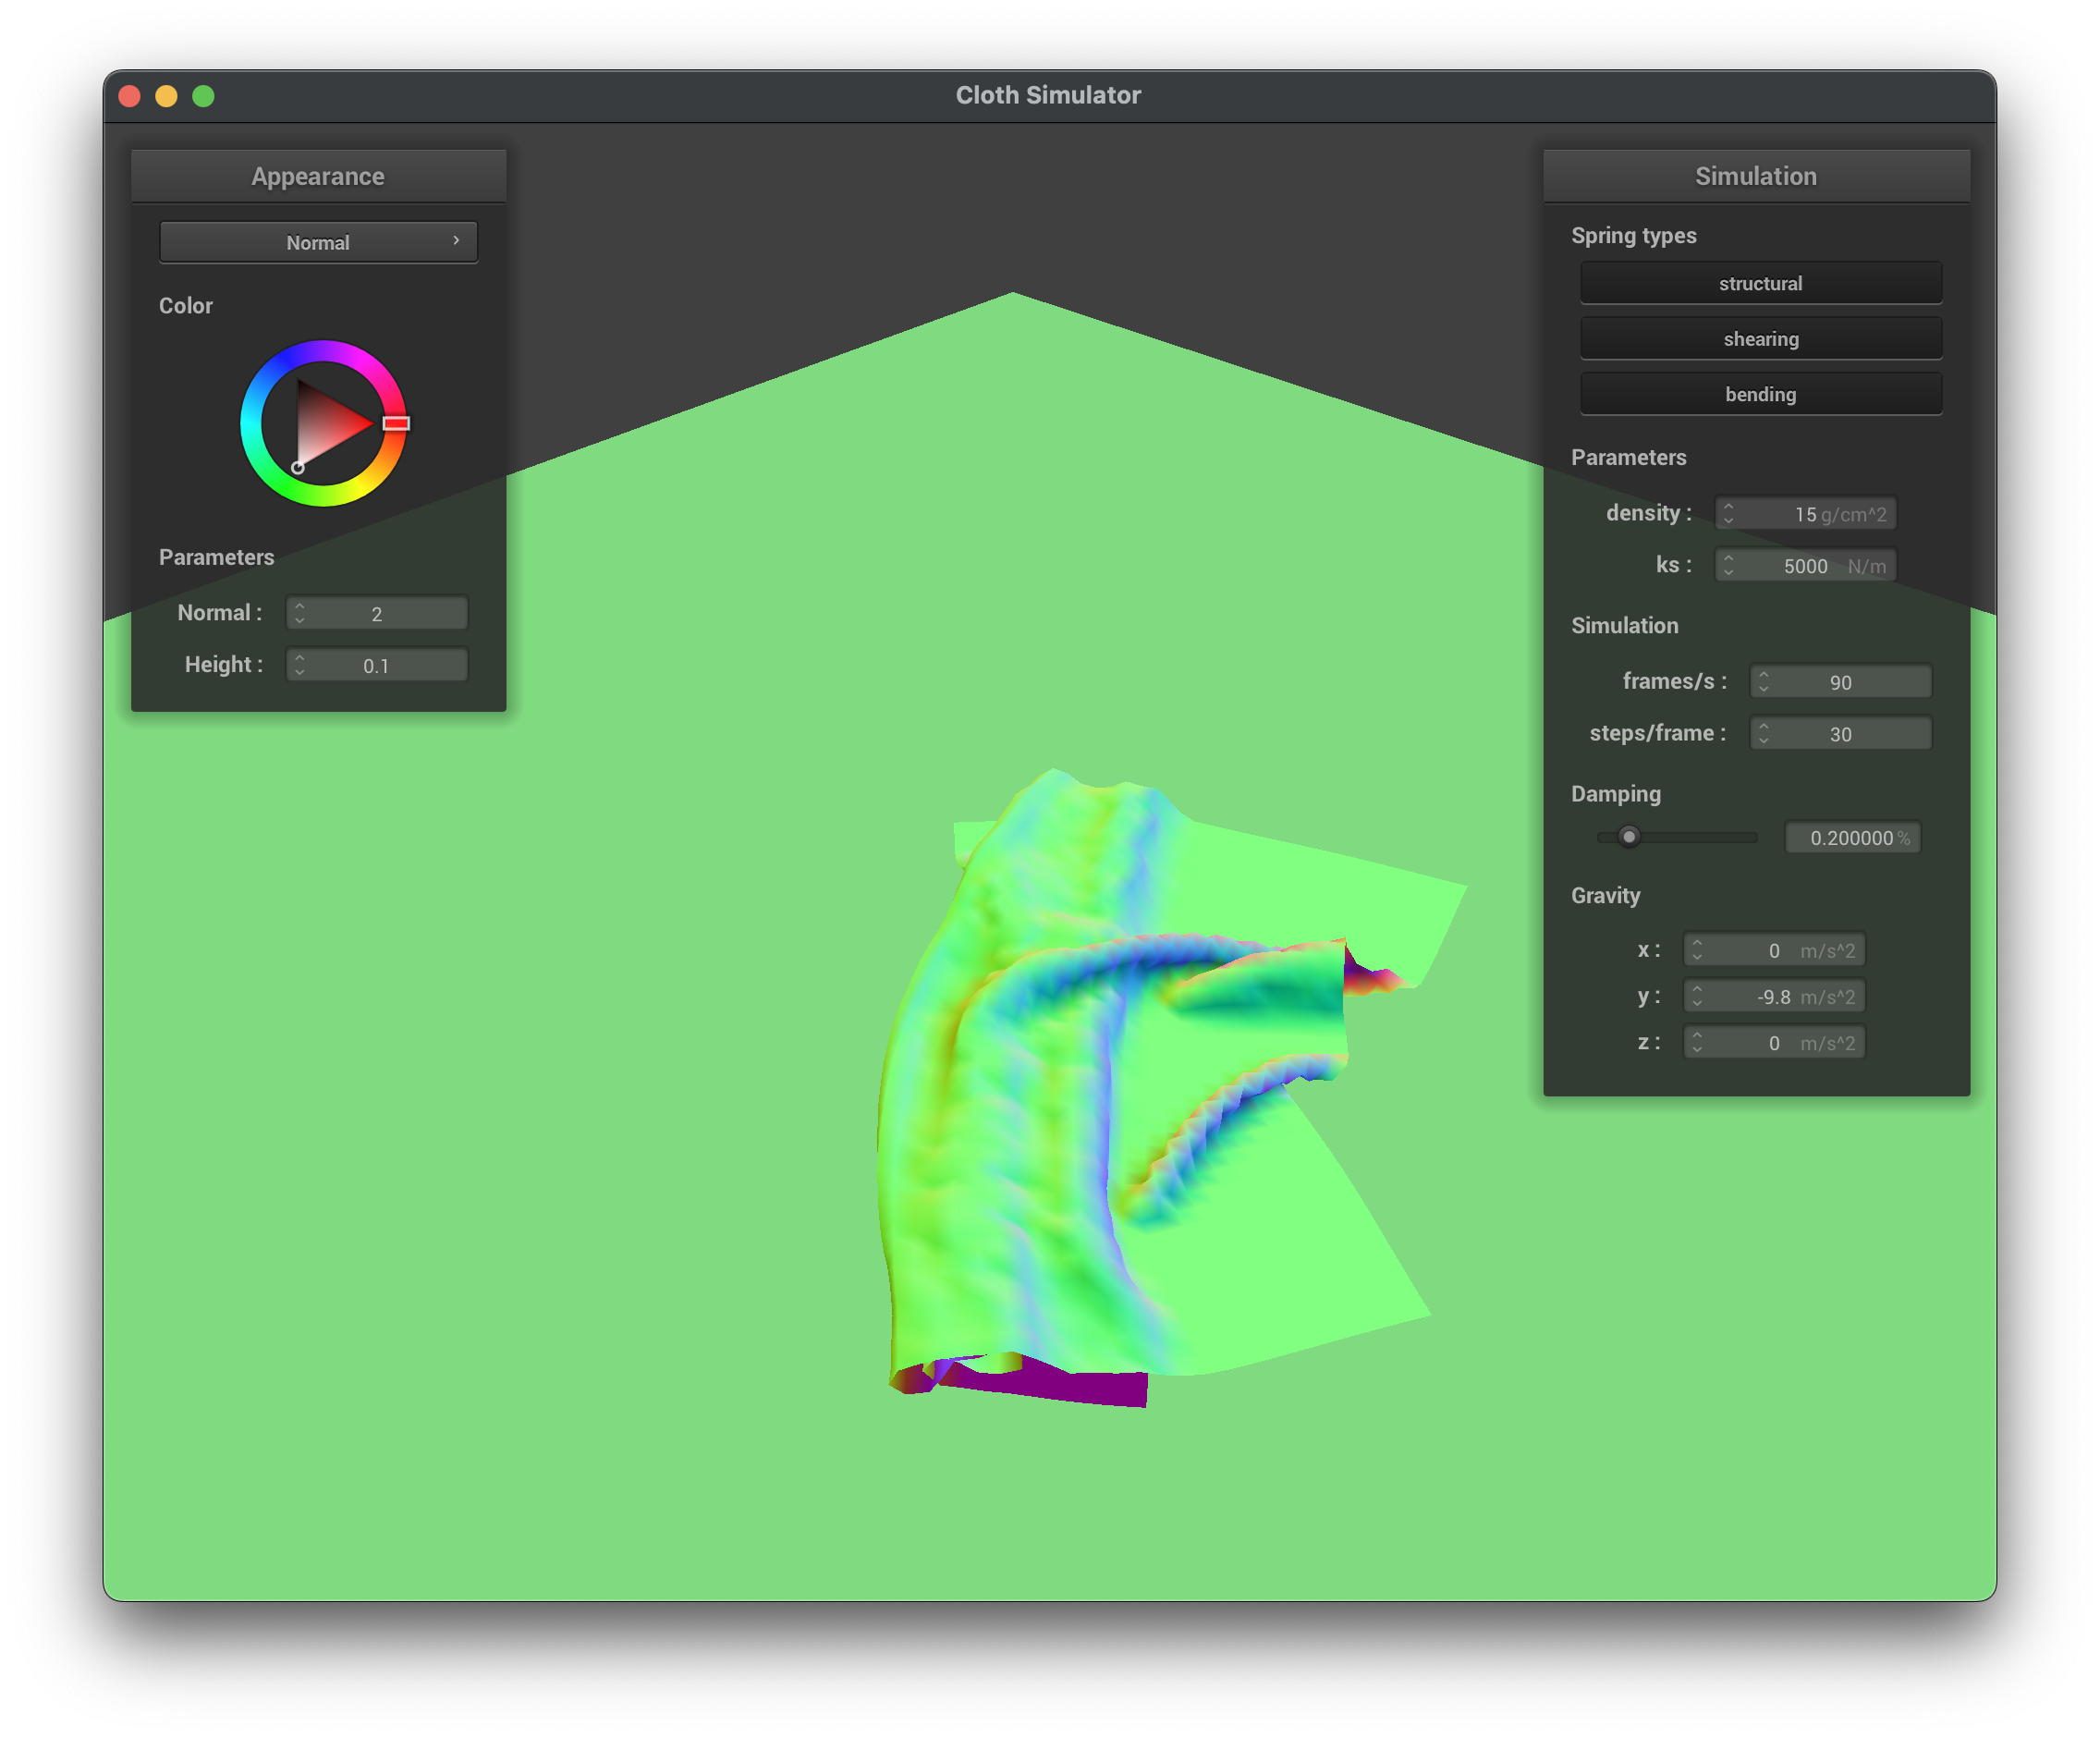 Cloth Simulator
Appearance
Normal
Color
Parameters
Normal : 2
Height : 0.1
Simulation
Spring types
structural
shearing
bending
Parameters
density : 15 g/cm^2
ks : 5000 N/m
Simulation
frames/s : 90
steps/frame : 30
Damping
0.200000 %
Gravity
x : 0 m/s^2
y : -9.8 m/s^2
z : 0 m/s^2